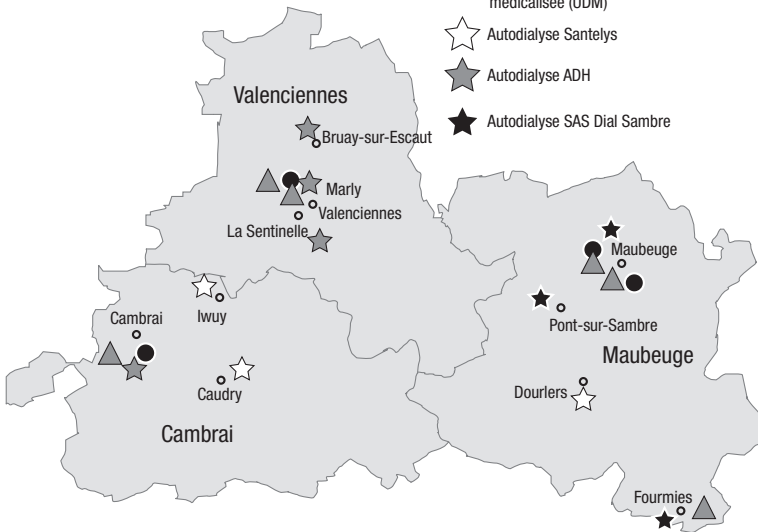 médicalisée (UDM)
Autodialyse Santelys
Autodialyse ADH
Autodialyse SAS Dial Sambre
Valenciennes
Bruay-sur-Escaut
Marly
Valenciennes
La Sentinelle
Maubeuge
Pont-sur-Sambre
Maubeuge
Dourlers
Fourmies
Iwuy
Cambrai
Caudry
Cambrai